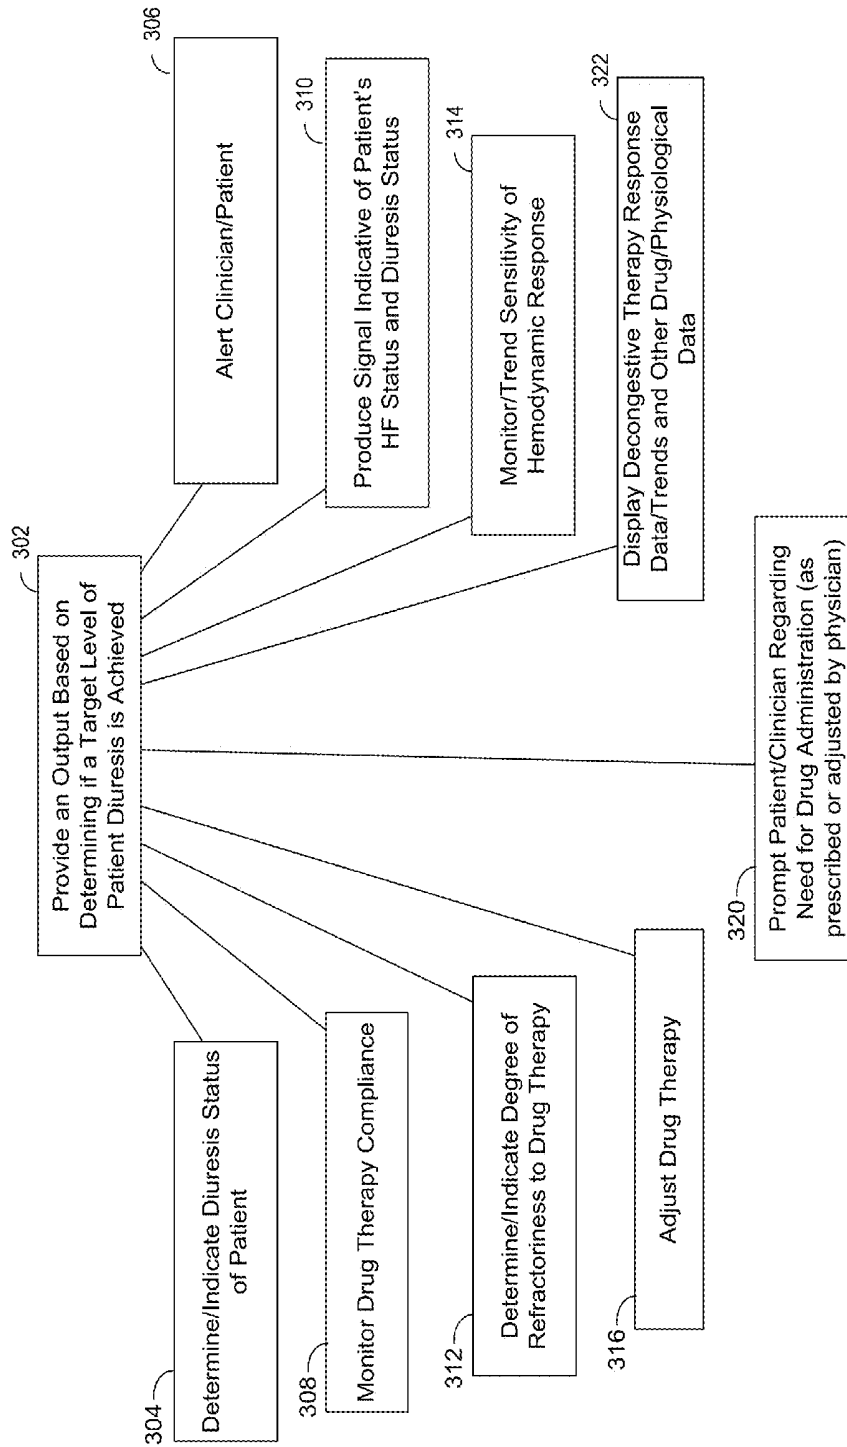 302
Provide an Output Based on
Determining if a Target Level of
Patient Diuresis is Achieved
304
Determine/Indicate Diuresis Status
of Patient
306
Alert Clinician/Patient
308
Monitor Drug Therapy Compliance
310
Produce Signal Indicative of Patient's
HF Status and Diuresis Status
312
Determine/Indicate Degree of
Refractoriness to Drug Therapy
314
Monitor/Trend Sensitivity of
Hemodynamic Response
316
Adjust Drug Therapy
322
Display Decongestive Therapy Response
Data/Trends and Other Drug/Physiological
Data
320
Prompt Patient/Clinician Regarding
Need for Drug Administration (as
prescribed or adjusted by physician)